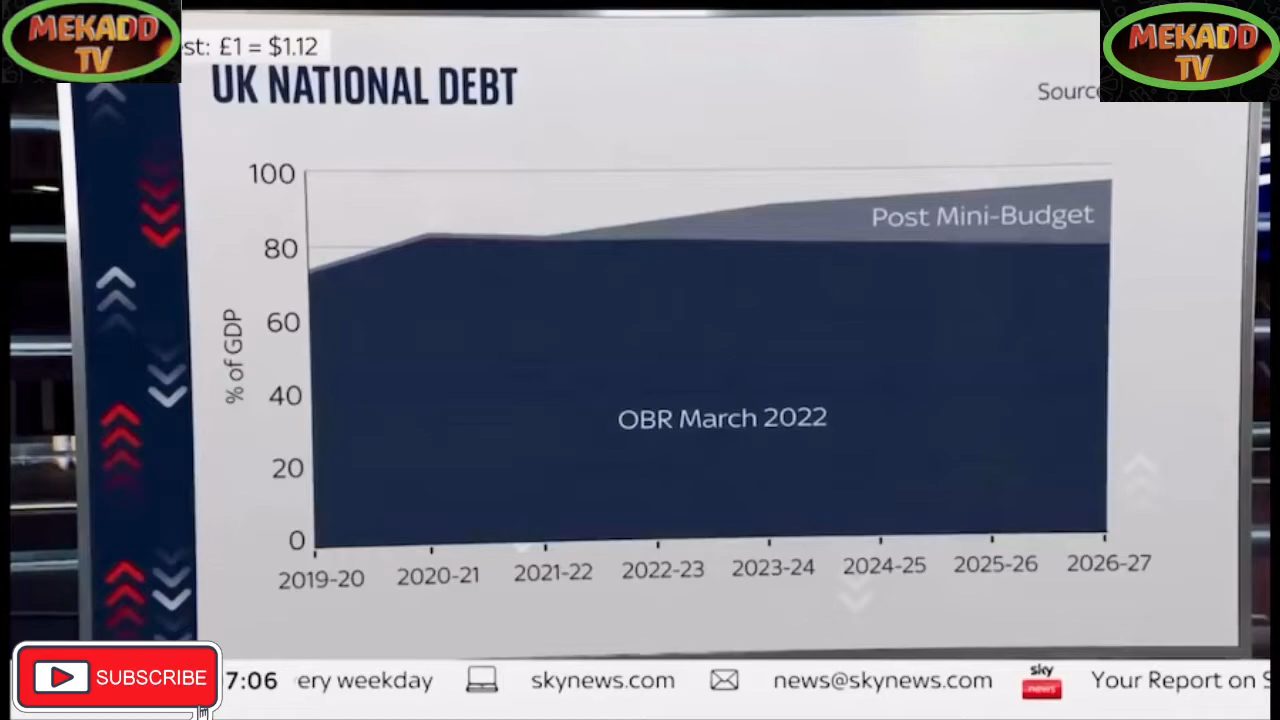 MEKADD
TV
est: £1 = $1.12
MEKADD
TV
UK NATIONAL DEBT
Source
100
80
60
40
20
0
% of GDP
Post Mini-Budget
OBR March 2022
2019-20 2020-21 2021-22 2022-23 2023-24 2024-25 2025-26 2026-27
SUBSCRIBE
7:06 ery weekday skynews.com news@skynews.com sky news Your Report on S